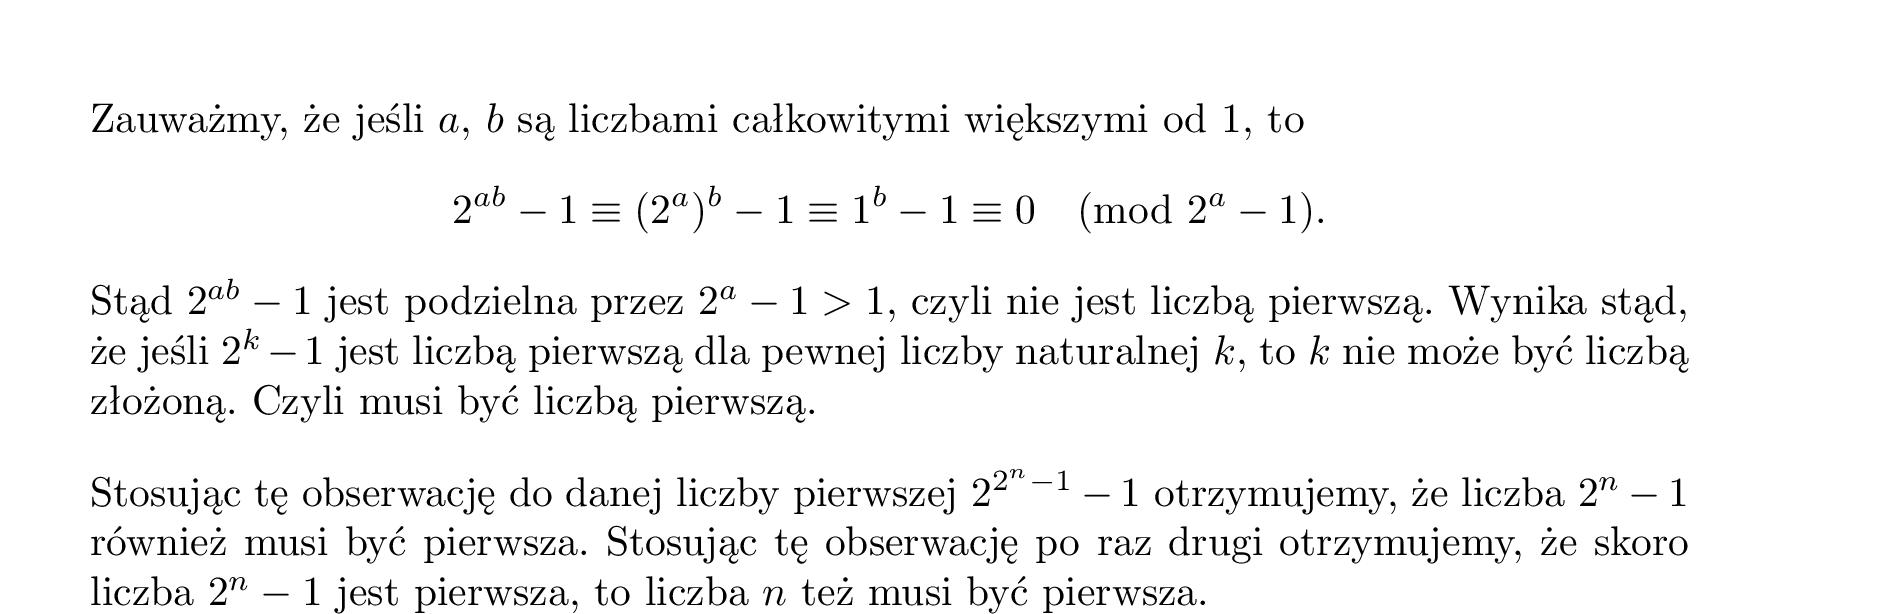 Zauważmy, że jeśli a, b są liczbami całkowitymi większymi od 1, to
2^{ab} − 1 ≡ (2^a)^b − 1 ≡ 1^b − 1 ≡ 0 (mod 2^a − 1).
Stąd 2^{ab} − 1 jest podzielna przez 2^a − 1 > 1, czyli nie jest liczbą pierwszą. Wynika stąd,
że jeśli 2^k − 1 jest liczbą pierwszą dla pewnej liczby naturalnej k, to k nie może być liczbą
złożoną. Czyli musi być liczbą pierwszą.
Stosując tę obserwację do danej liczby pierwszej 2^{2^n−1} − 1 otrzymujemy, że liczba 2^n − 1
również musi być pierwsza. Stosując tę obserwację po raz drugi otrzymujemy, że skoro
liczba 2^n − 1 jest pierwsza, to liczba n też musi być pierwsza.